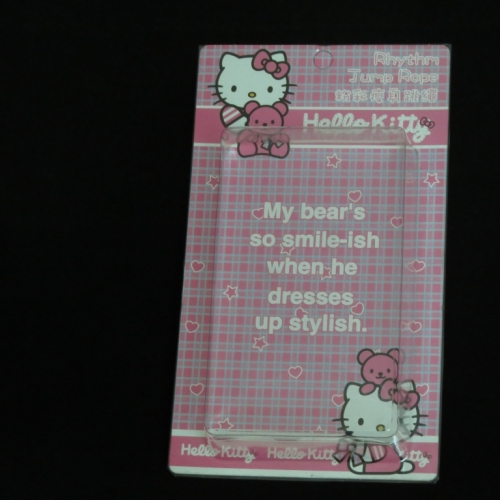 Rhythm
Jump Rope
Hello Kitty
My bear's
so smile-ish
when he
dresses
up stylish.
Hello Kitty Hello Kitty Hello Kitty